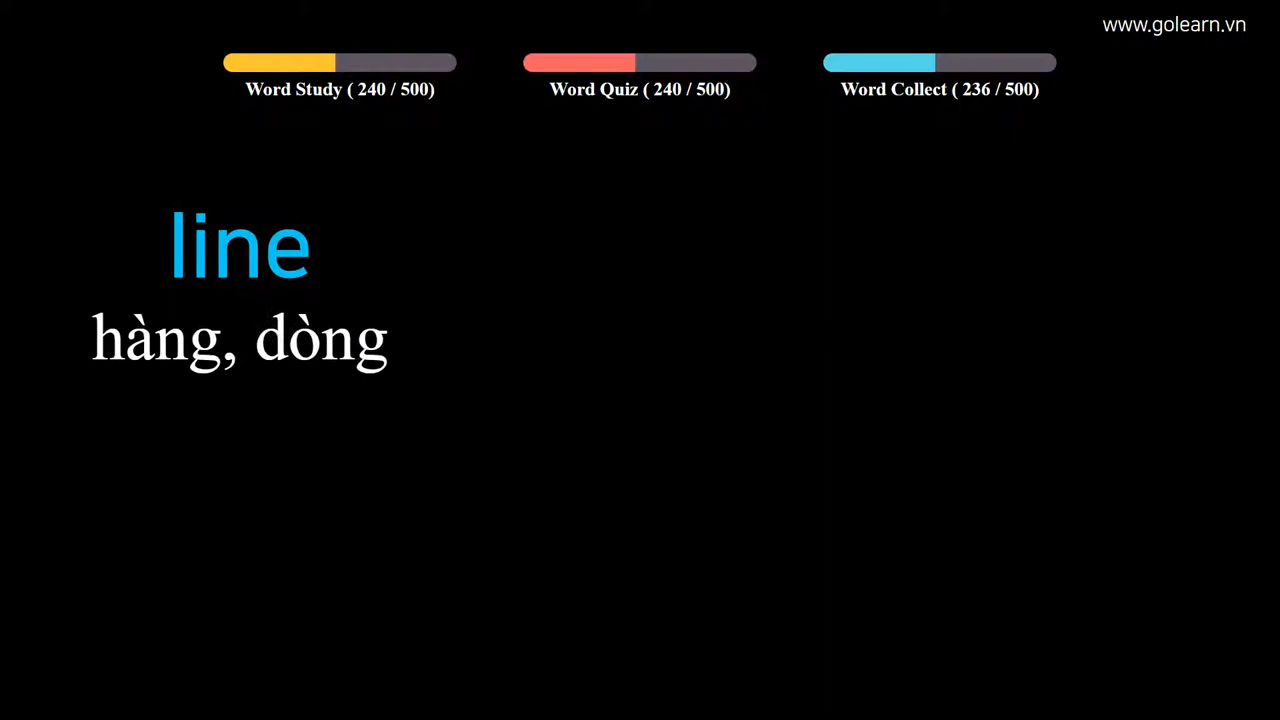 www.golearn.vn
Word Study ( 240 / 500)
Word Quiz ( 240 / 500)
Word Collect ( 236 / 500)
line
hàng, dòng